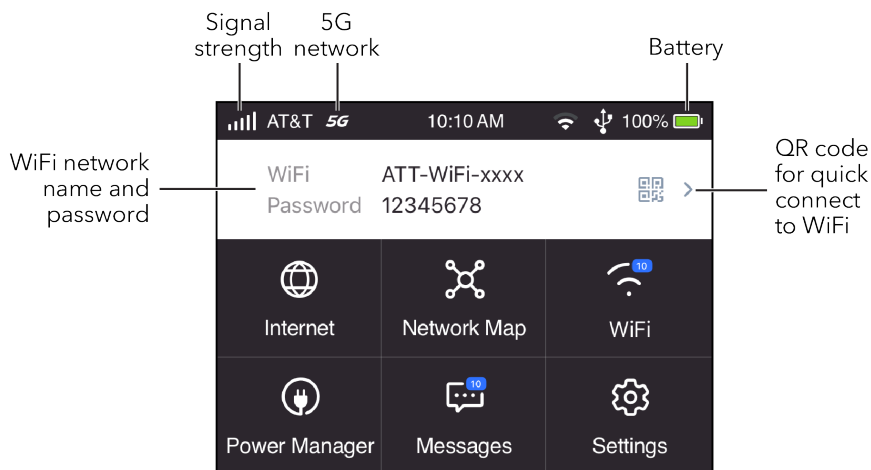 Signal
strength
5G
network
Battery
AT&T 5G 10:10 AM 100%
WiFi network
name and
password
WiFi ATT-WiFi-xxxx
Password 12345678
QR code
for quick
connect
to WiFi
10
Internet Network Map WiFi
10
Power Manager Messages Settings